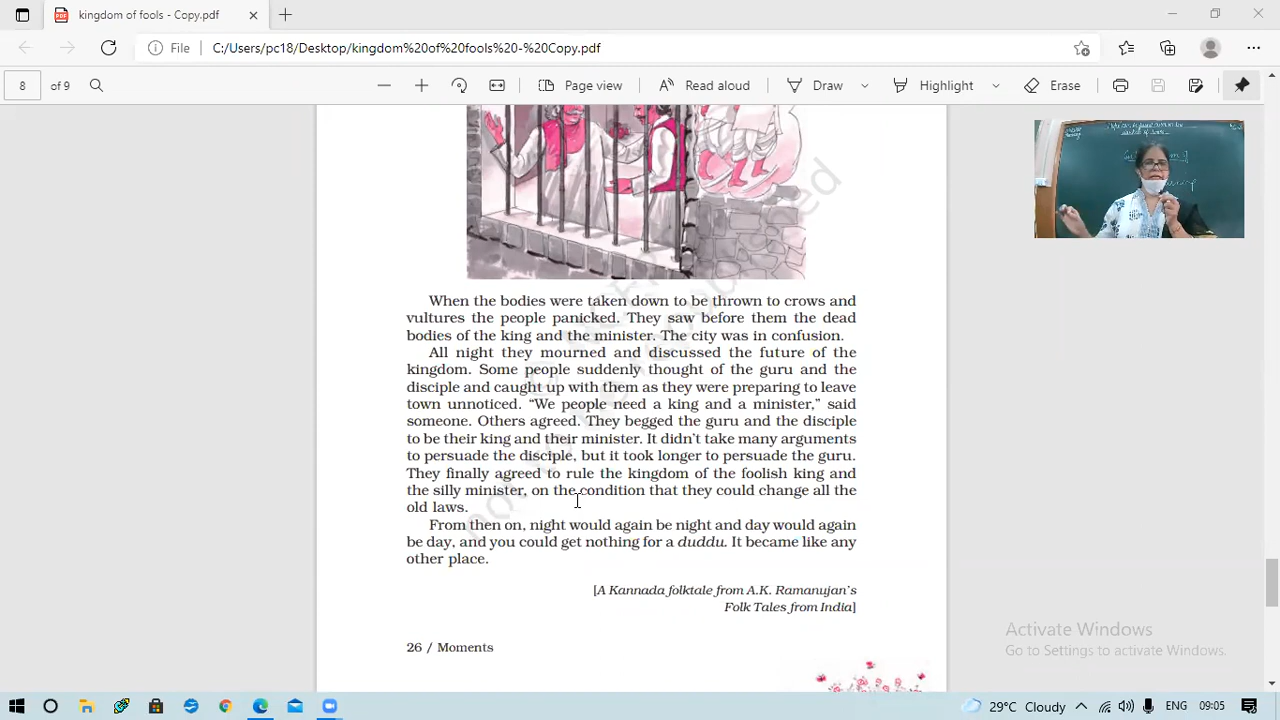 kingdom of fools - Copy.pdf
File C:/Users/pc18/Desktop/kingdom%20of%20fools%20-%20Copy.pdf
8 of 9 Page view Read aloud Draw Highlight Erase
When the bodies were taken down to be thrown to crows and
vultures the people panicked. They saw before them the dead
bodies of the king and the minister. The city was in confusion.
All night they mourned and discussed the future of the
kingdom. Some people suddenly thought of the guru and the
disciple and caught up with them as they were preparing to leave
town unnoticed. “We people need a king and a minister,” said
someone. Others agreed. They begged the guru and the disciple
to be their king and their minister. It didn’t take many arguments
to persuade the disciple, but it took longer to persuade the guru.
They finally agreed to rule the kingdom of the foolish king and
the silly minister, on the condition that they could change all the
old laws.
From then on, night would again be night and day would again
be day, and you could get nothing for a duddu. It became like any
other place.
[A Kannada folktale from A.K. Ramanujan’s
Folk Tales from India]
26 / Moments
Activate Windows
Go to Settings to activate Windows.
29°C Cloudy ENG 09:05